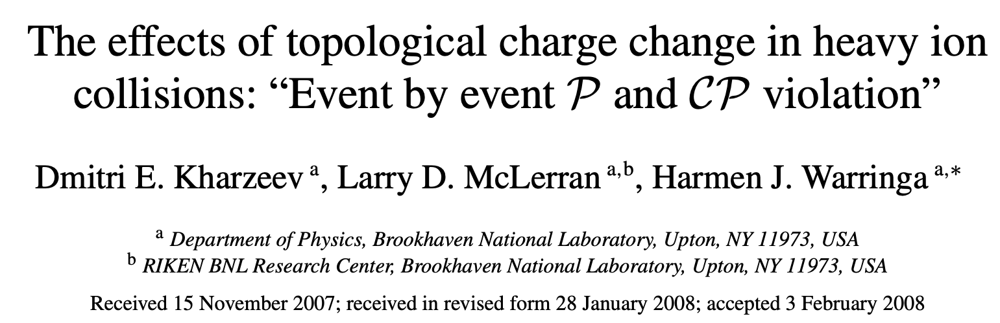 The effects of topological charge change in heavy ion
collisions: “Event by event 𝒫 and 𝒞𝒫 violation”
Dmitri E. Kharzeev a, Larry D. McLerran a,b, Harmen J. Warringa a,*
a Department of Physics, Brookhaven National Laboratory, Upton, NY 11973, USA
b RIKEN BNL Research Center, Brookhaven National Laboratory, Upton, NY 11973, USA
Received 15 November 2007; received in revised form 28 January 2008; accepted 3 February 2008